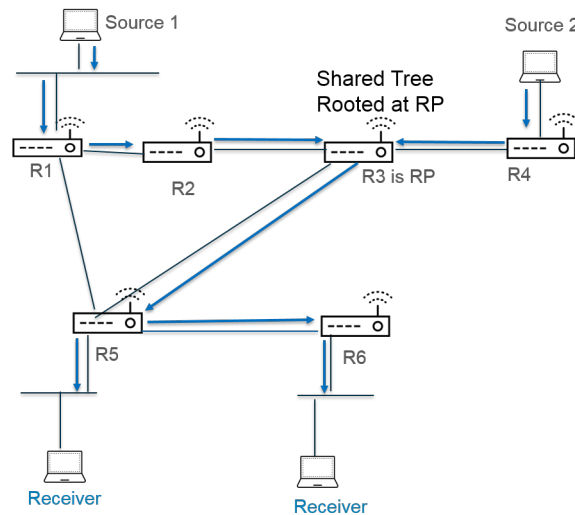 Source 1
Source 2
Shared Tree
Rooted at RP
R1
R2
R3 is RP
R4
R5
R6
Receiver
Receiver